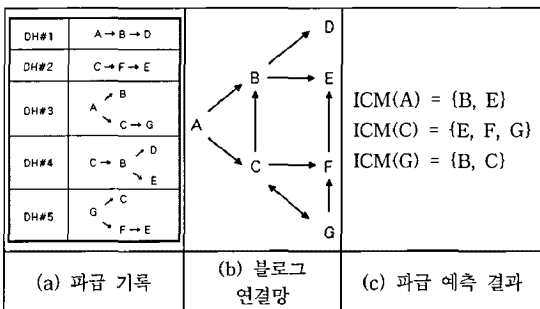 DH#1 A → B → D
DH#2 C → F → E
DH#3 A B C → G
DH#4 C → B D E
DH#5 G C F → E
(a) 파급 기록
A B C D E F G
(b) 블로그
연결망
ICM(A) = {B, E}
ICM(C) = {E, F, G}
ICM(G) = {B, C}
(c) 파급 예측 결과